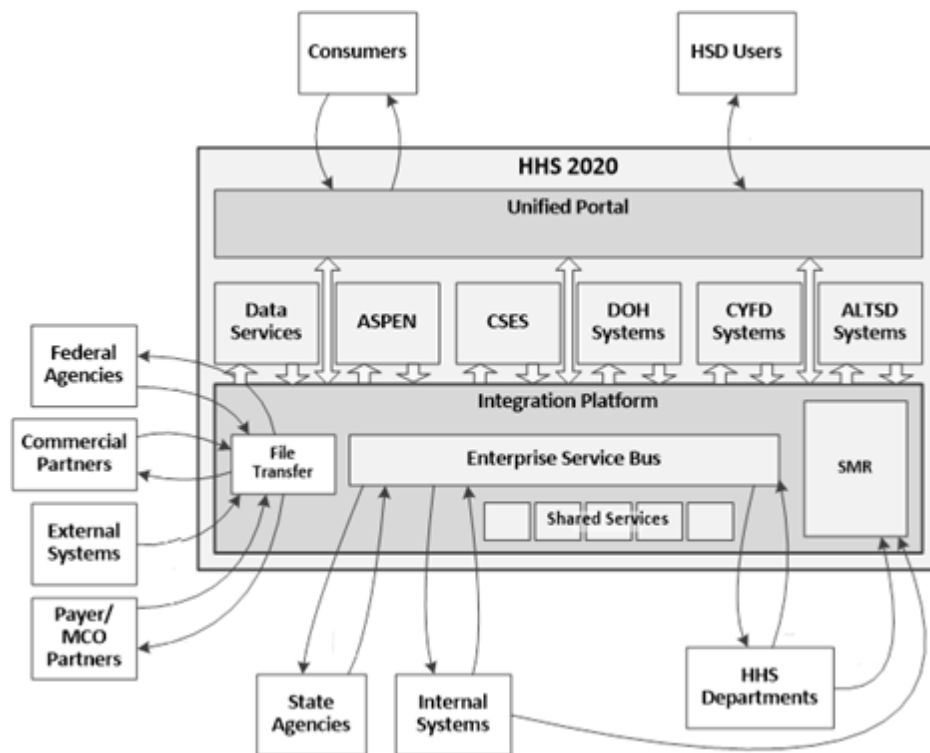 Consumers
HSD Users
HHS 2020
Unified Portal
Data
Services
ASPEN
CSES
DOH
Systems
CYFD
Systems
ALTSD
Systems
Federal
Agencies
Commercial
Partners
External
Systems
Payer/
MCO
Partners
Integration Platform
File
Transfer
Enterprise Service Bus
Shared Services
SMR
State
Agencies
Internal
Systems
HHS
Departments